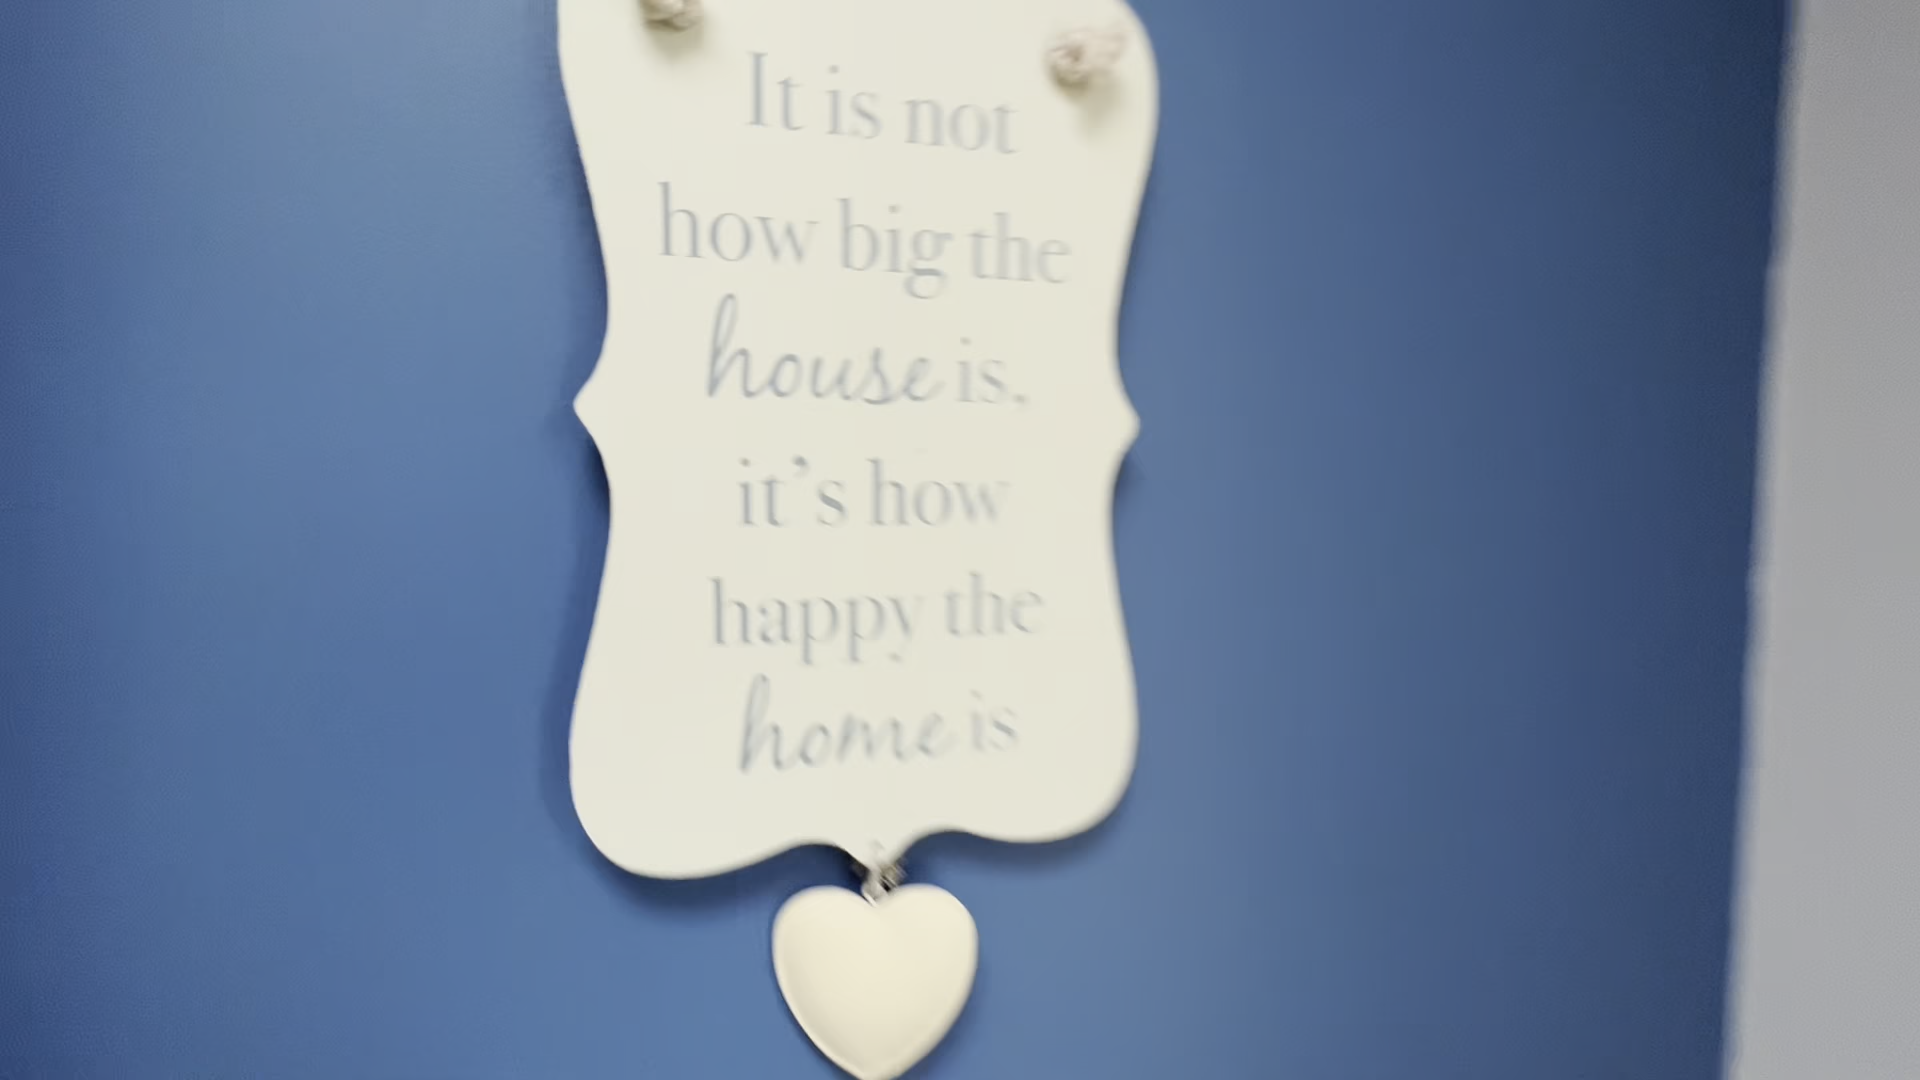 It is not
how big the
house is,
it's how
happy the
home is